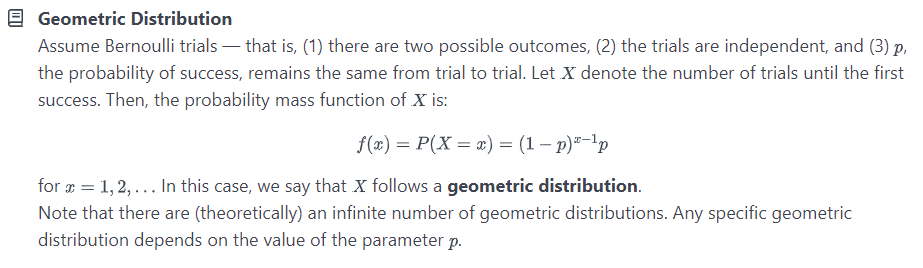 Geometric Distribution
Assume Bernoulli trials — that is, (1) there are two possible outcomes, (2) the trials are independent, and (3) p,
the probability of success, remains the same from trial to trial. Let X denote the number of trials until the first
success. Then, the probability mass function of X is:
f(x) = P(X = x) = (1 − p)^{x−1}p
for x = 1, 2, … In this case, we say that X follows a geometric distribution.
Note that there are (theoretically) an infinite number of geometric distributions. Any specific geometric
distribution depends on the value of the parameter p.